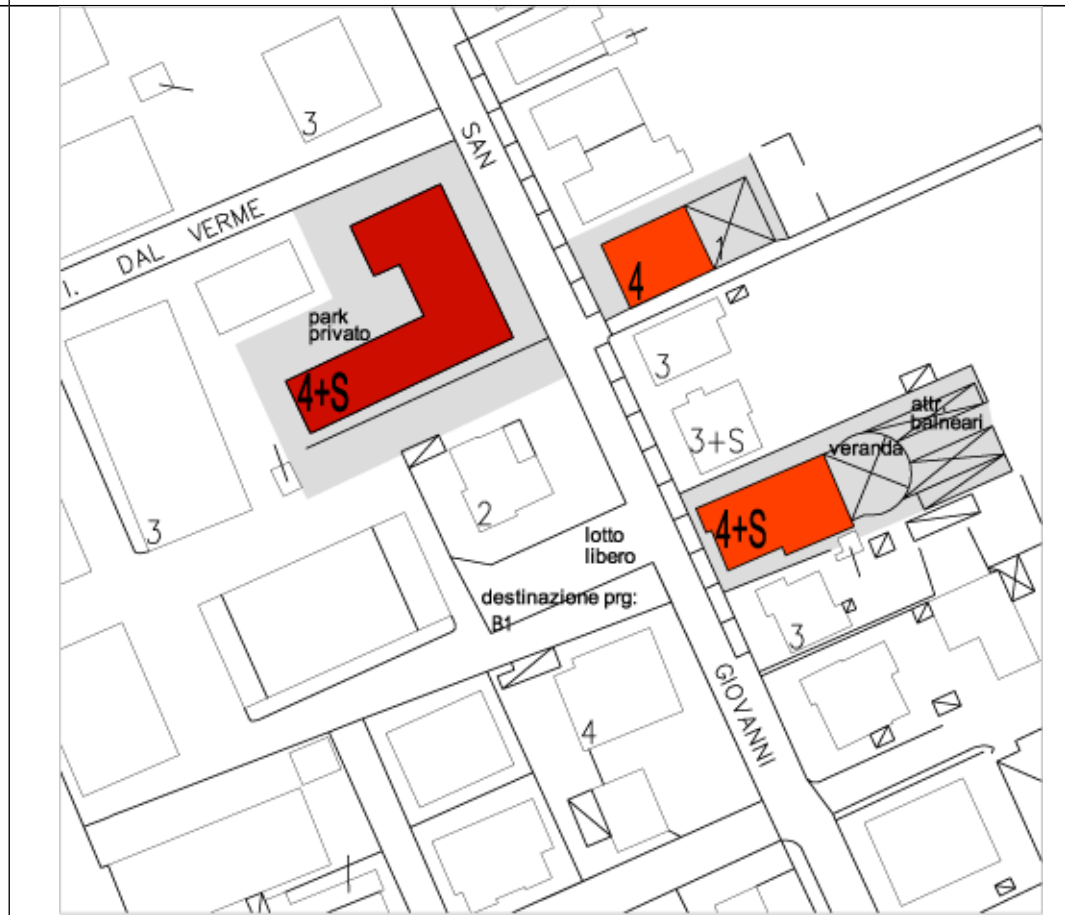 3
SAN
I. DAL VERME
4
1
park
privato
3
4+S
3+S
attr.
balneari
veranda
4+S
3
2
lotto
libero
destinazione prg:
B1
3
GIOVANNI
4